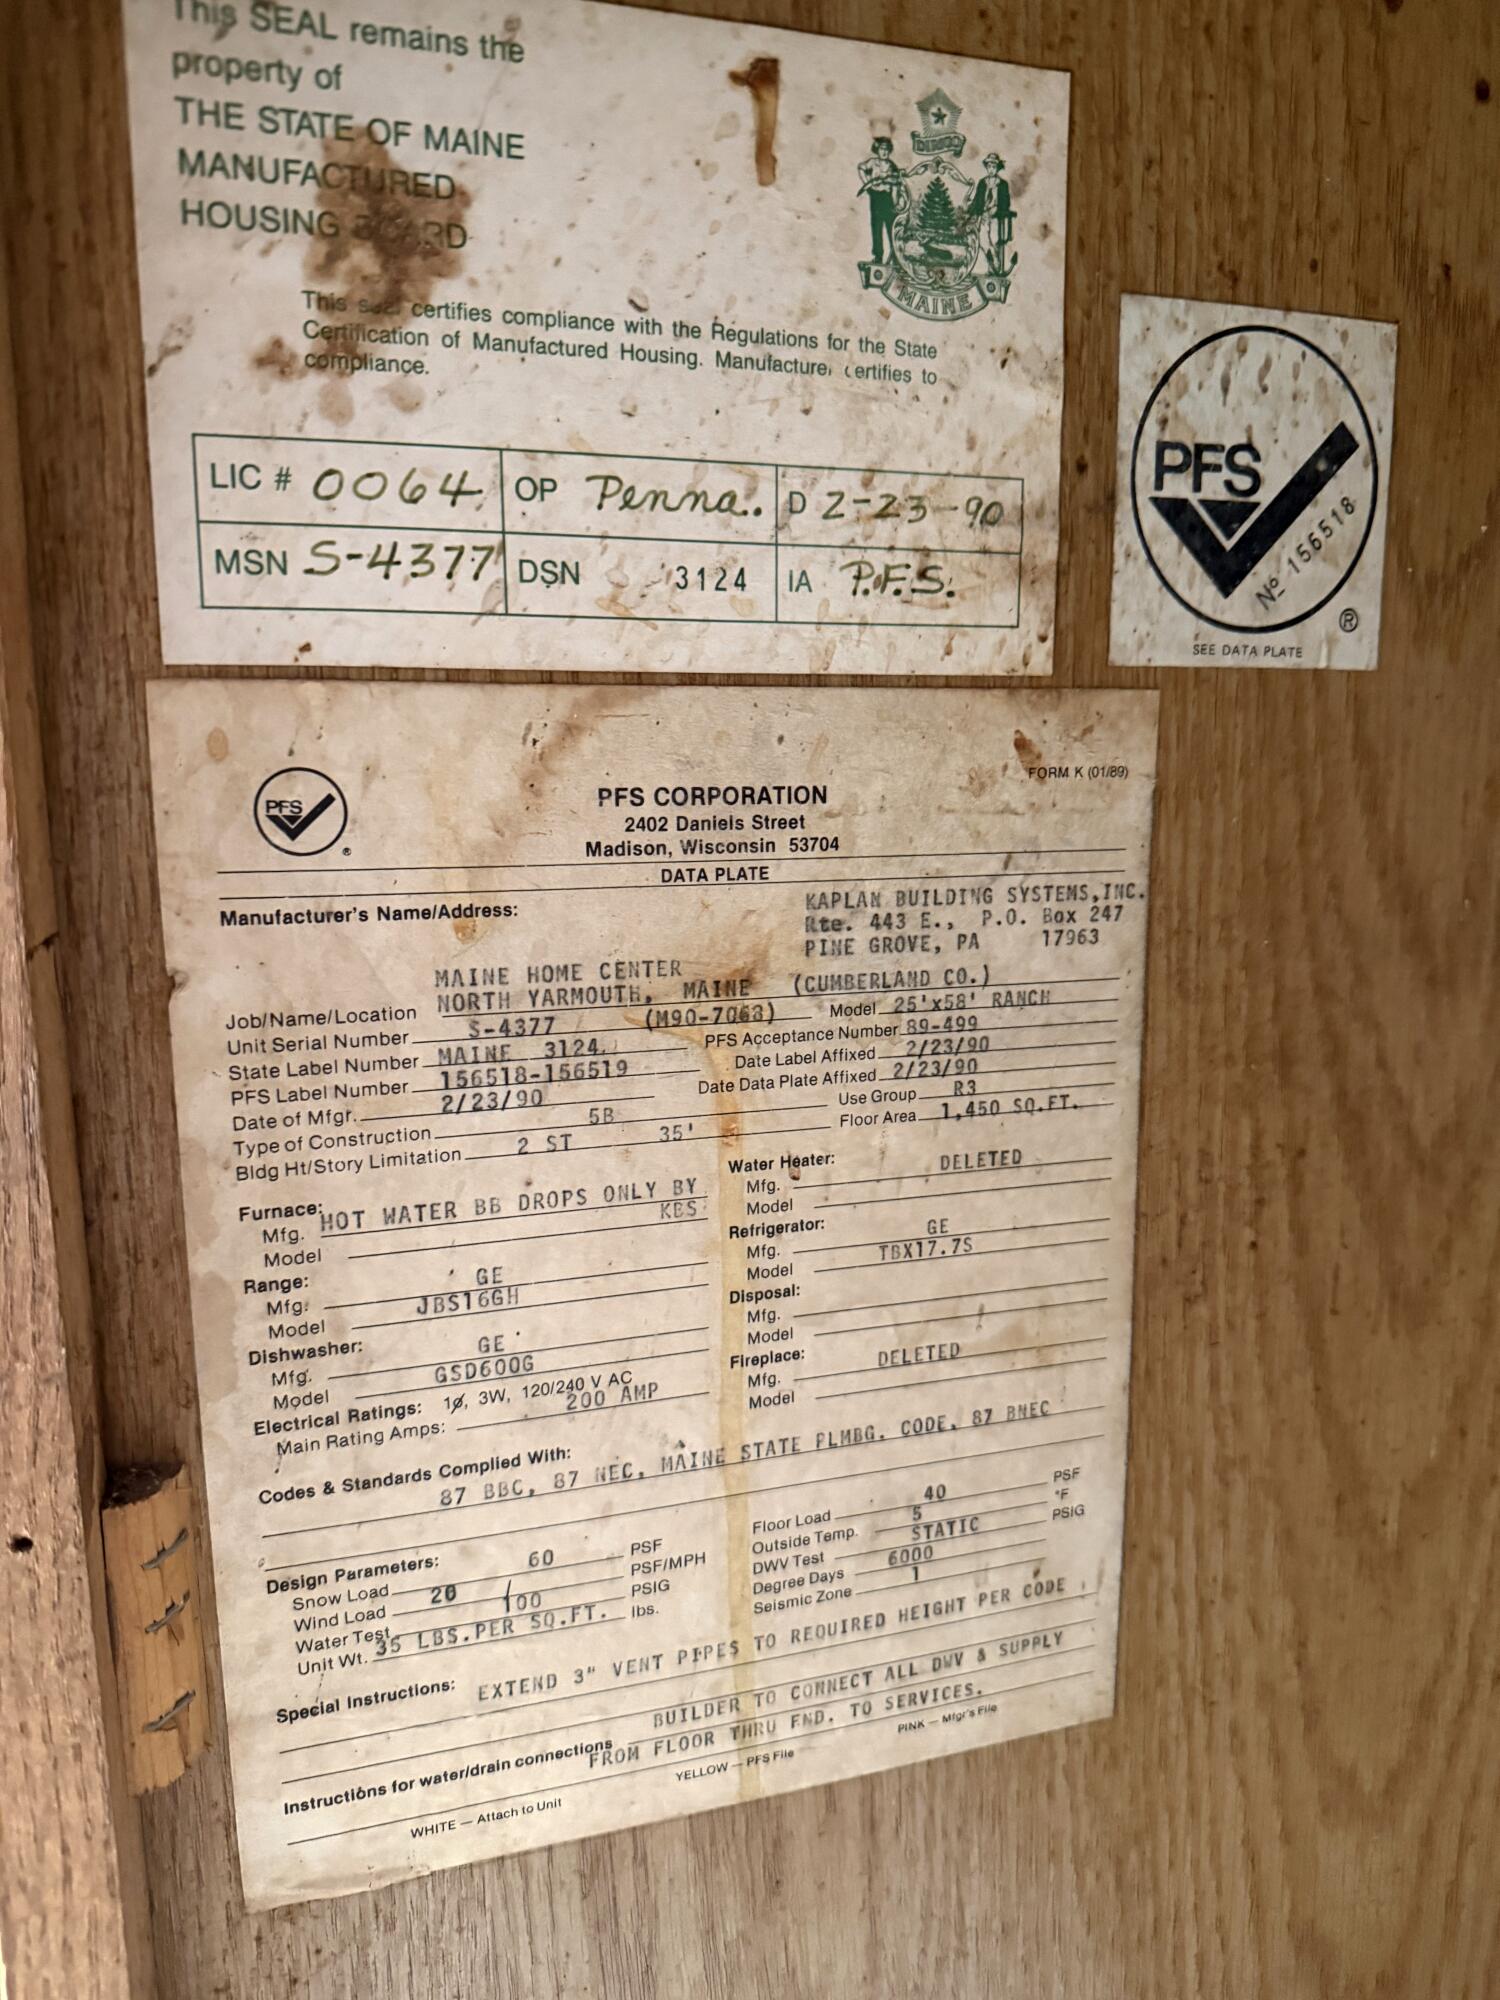 This SEAL remains the
property of
THE STATE OF MAINE
MANUFACTURED
HOUSING BOARD
DIRIGO
MAINE
This seal certifies compliance with the Regulations for the State
Certification of Manufactured Housing. Manufacturer certifies to
compliance.
LIC # 0064 OP Penna.. D 2-23-90
MSN S-4377 DSN 3124 IA P.F.S.
PFS
Nº 156518
®
SEE DATA PLATE
FORM K (01/89)
PFS
®
PFS CORPORATION
2402 Daniels Street
Madison, Wisconsin 53704
DATA PLATE
Manufacturer's Name/Address: KAPLAN BUILDING SYSTEMS,INC.
Rte. 443 E., P.O. Box 247
PINE GROVE, PA 17963
MAINE HOME CENTER
Job/Name/Location NORTH YARMOUTH, MAINE (CUMBERLAND CO.)
Unit Serial Number S-4377 (M90-7068) Model 25'x58' RANCH
State Label Number MAINE 3124 PFS Acceptance Number 89-499
PFS Label Number 156518-156519 Date Label Affixed 2/23/90
Date of Mfgr. 2/23/90 Date Data Plate Affixed 2/23/90
Type of Construction 5B Use Group R3
Bldg Ht/Story Limitation 2 ST 35' Floor Area 1,450 SQ.FT.
Furnace:
Mfg. HOT WATER BB DROPS ONLY BY
KBS
Model
Range:
Mfg. GE
Model JBS16GH
Dishwasher:
Mfg. GE
Model GSD600G
Electrical Ratings: 1ø, 3W, 120/240 V AC
Main Rating Amps: 200 AMP
Water Heater: DELETED
Mfg.
Model
Refrigerator:
Mfg. GE
Model TBX17.7S
Disposal:
Mfg.
Model
Fireplace: DELETED
Mfg.
Model
Codes & Standards Complied With:
87 BBC, 87 NEC, MAINE STATE PLMBG. CODE, 87 BNEC
Design Parameters:
Snow Load 60 PSF
Wind Load 20 / 100 PSF/MPH
Water Test PSIG
Unit Wt. 35 LBS.PER SQ.FT. lbs.
Floor Load 40 PSF
Outside Temp. 5 °F
DWV Test STATIC PSIG
Degree Days 6000
Seismic Zone 1
Special Instructions: EXTEND 3" VENT PIPES TO REQUIRED HEIGHT PER CODE
BUILDER TO CONNECT ALL DWV & SUPPLY
Instructions for water/drain connections FROM FLOOR THRU FND. TO SERVICES.
WHITE — Attach to Unit YELLOW — PFS File PINK — Mfgr's File